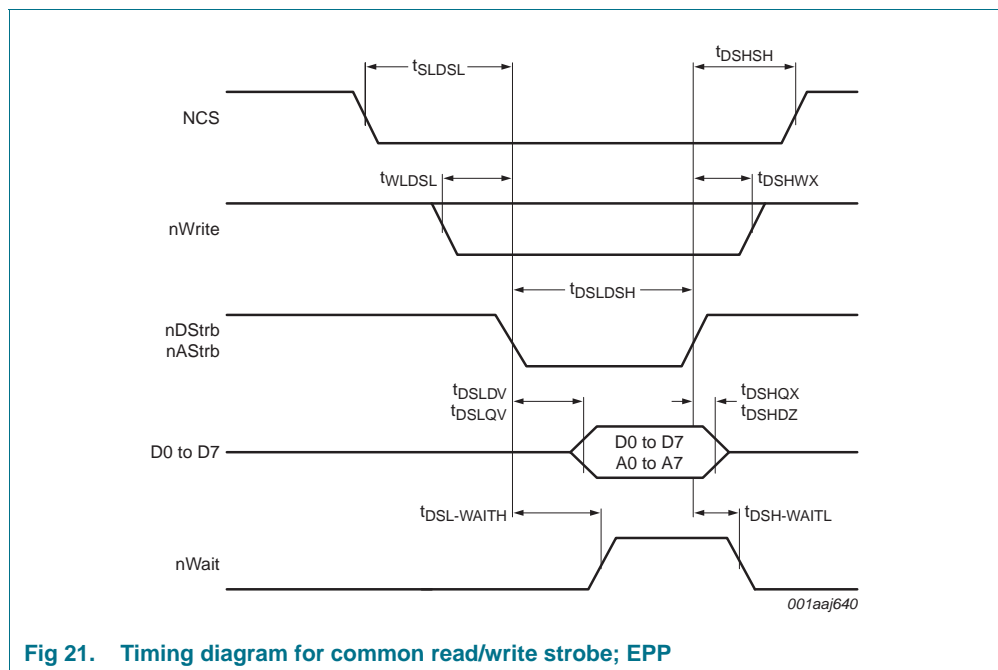 tSLDSL
tDSHSH
NCS
tWLDSL
tDSHWX
nWrite
tDSLDSH
nDStrb
nAStrb
tDSLDV
tDSLQV
tDSHQX
tDSHDZ
D0 to D7
D0 to D7
A0 to A7
tDSL-WAITH
tDSH-WAITL
nWait
001aaj640
Fig 21. Timing diagram for common read/write strobe; EPP